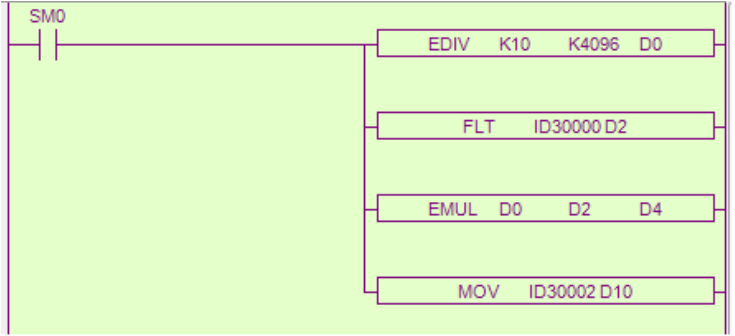 SM0
EDIV K10 K4096 D0
FLT ID30000 D2
EMUL D0 D2 D4
MOV ID30002 D10